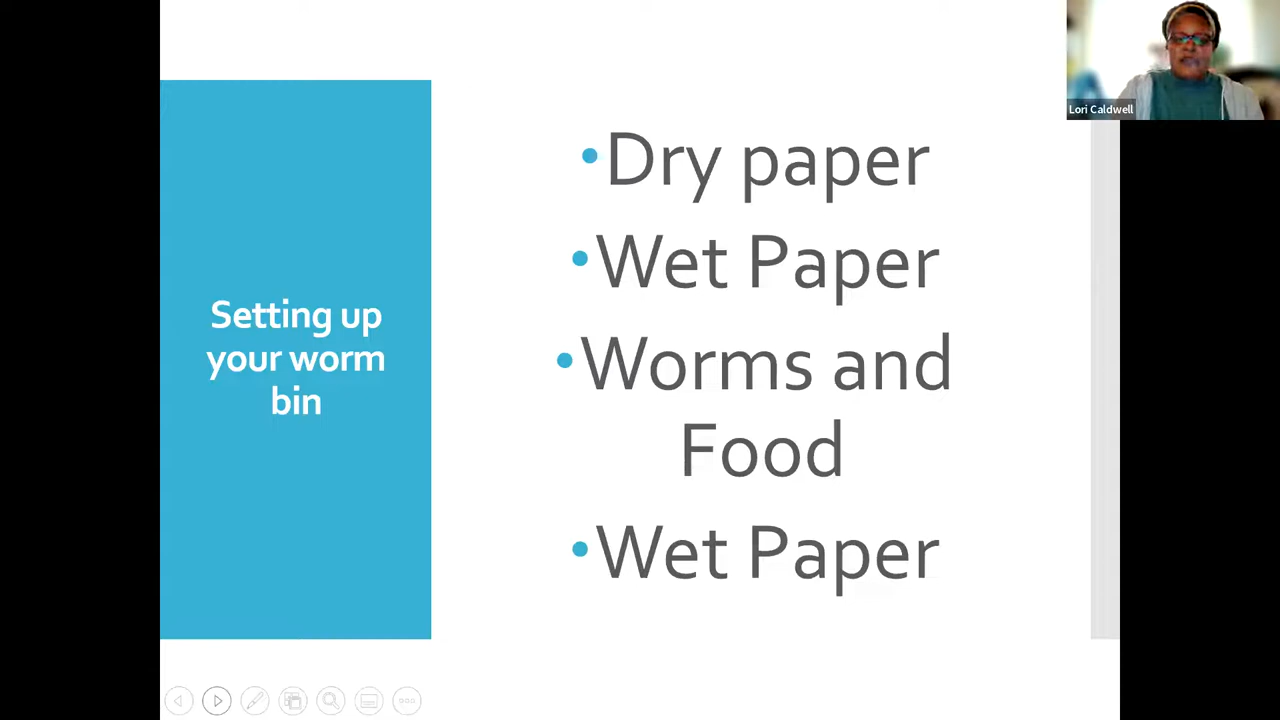 Lori Caldwell
Setting up
your worm
bin
•Dry paper
•Wet Paper
•Worms and
Food
•Wet Paper